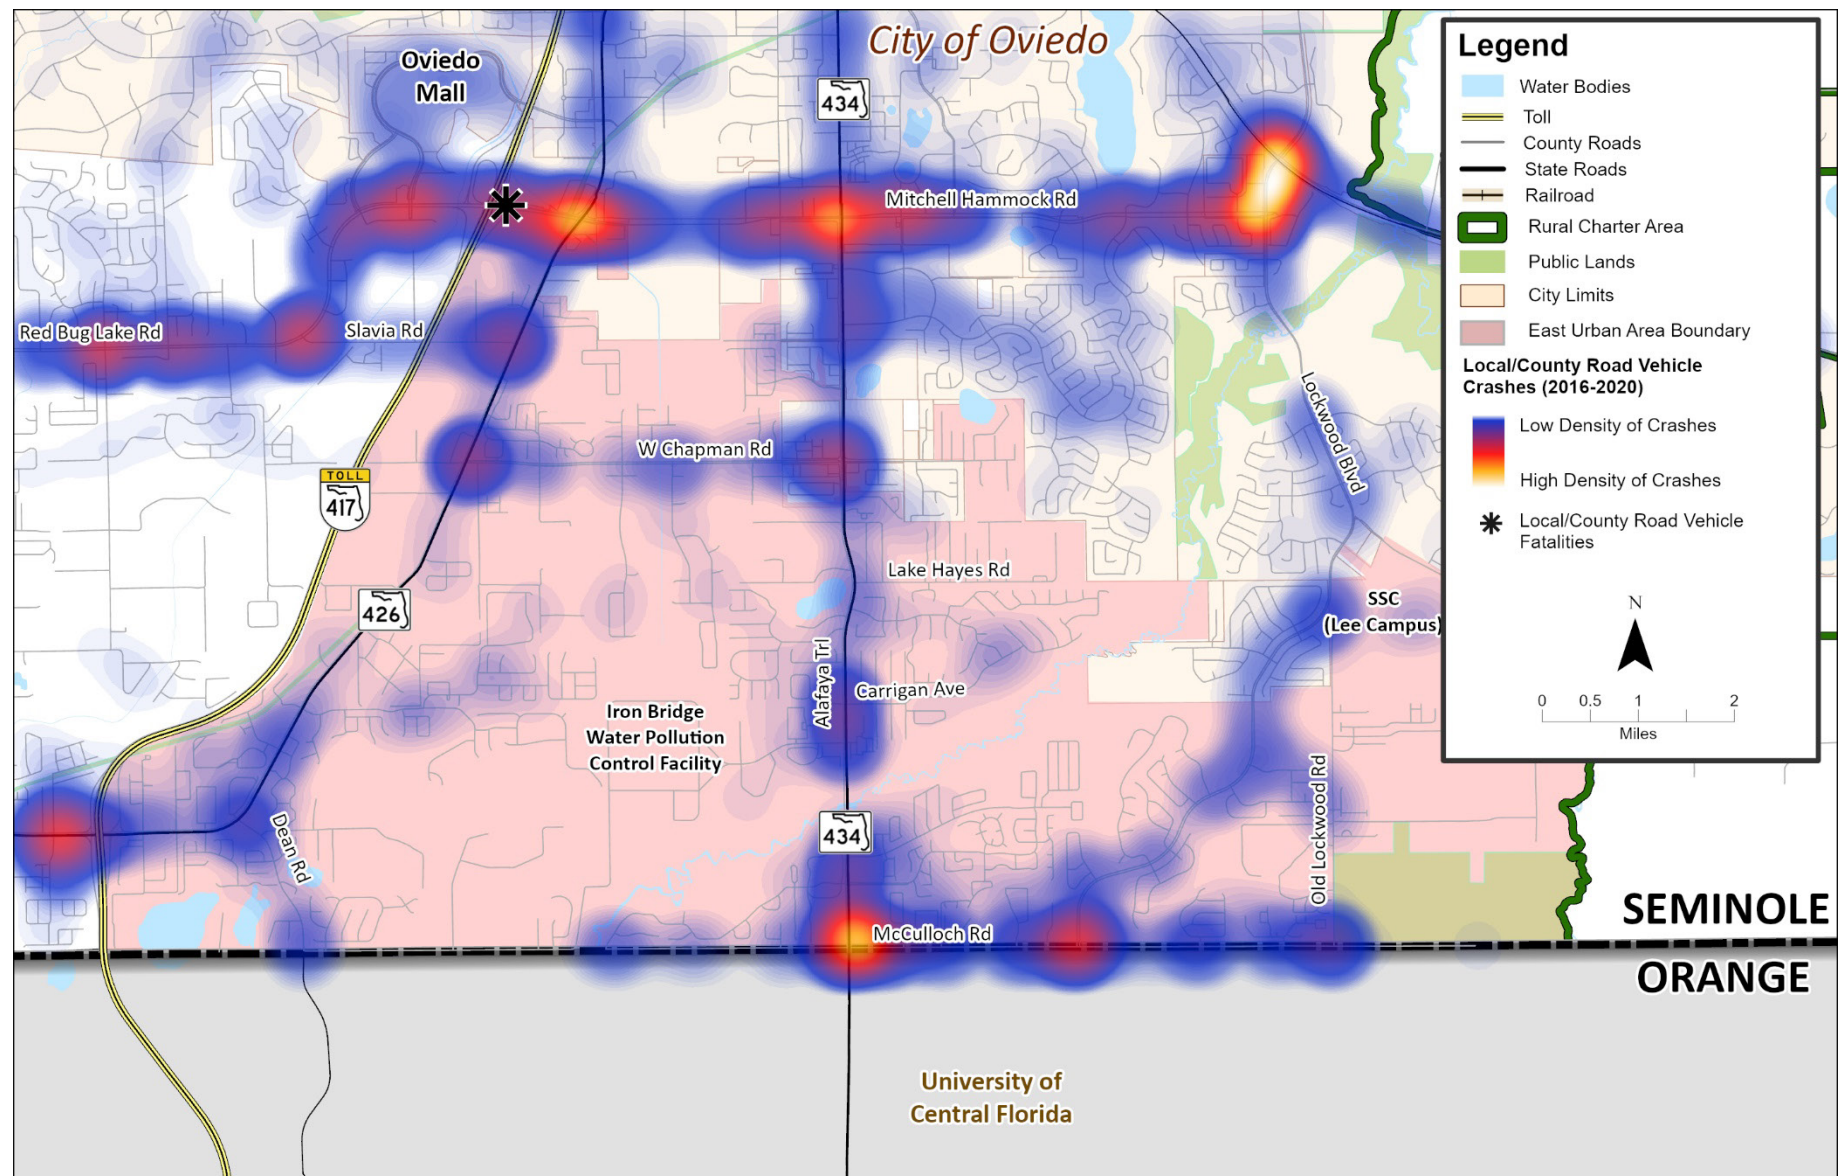 City of Oviedo
Oviedo
Mall
434
Mitchell Hammock Rd
Red Bug Lake Rd
Slavia Rd
W Chapman Rd
Lockwood Blvd
TOLL
417
426
Lake Hayes Rd
SSC
(Lee Campus)
Alafaya Trl
Carrigan Ave
Iron Bridge
Water Pollution
Control Facility
434
Dean Rd
Old Lockwood Rd
McCulloch Rd
SEMINOLE
ORANGE
University of
Central Florida
Legend
Water Bodies
Toll
County Roads
State Roads
Railroad
Rural Charter Area
Public Lands
City Limits
East Urban Area Boundary
Local/County Road Vehicle
Crashes (2016-2020)
Low Density of Crashes
High Density of Crashes
Local/County Road Vehicle
Fatalities
N
0 0.5 1 2
Miles